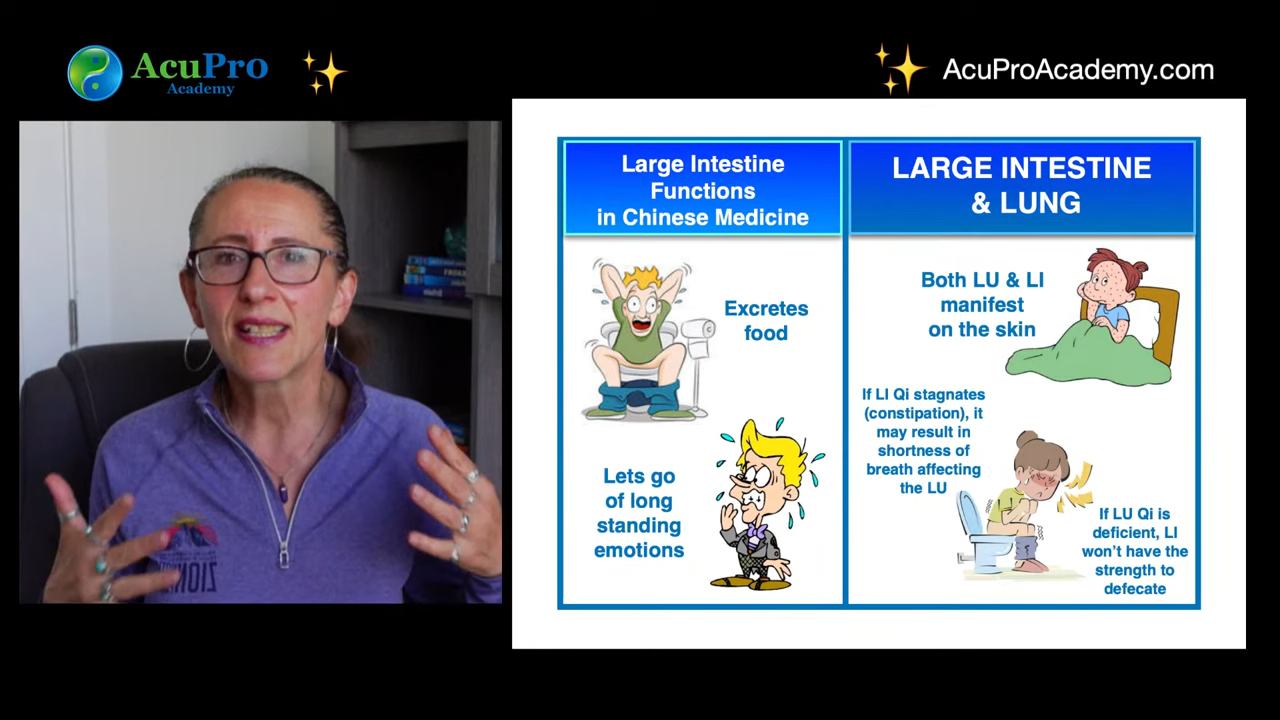 AcuPro
Academy
AcuProAcademy.com
Large Intestine
Functions
in Chinese Medicine
Excretes
food
Lets go
of long
standing
emotions
LARGE INTESTINE
& LUNG
Both LU & LI
manifest
on the skin
If LI Qi stagnates
(constipation), it
may result in
shortness of
breath affecting
the LU
If LU Qi is
deficient, LI
won't have the
strength to
defecate
ZION